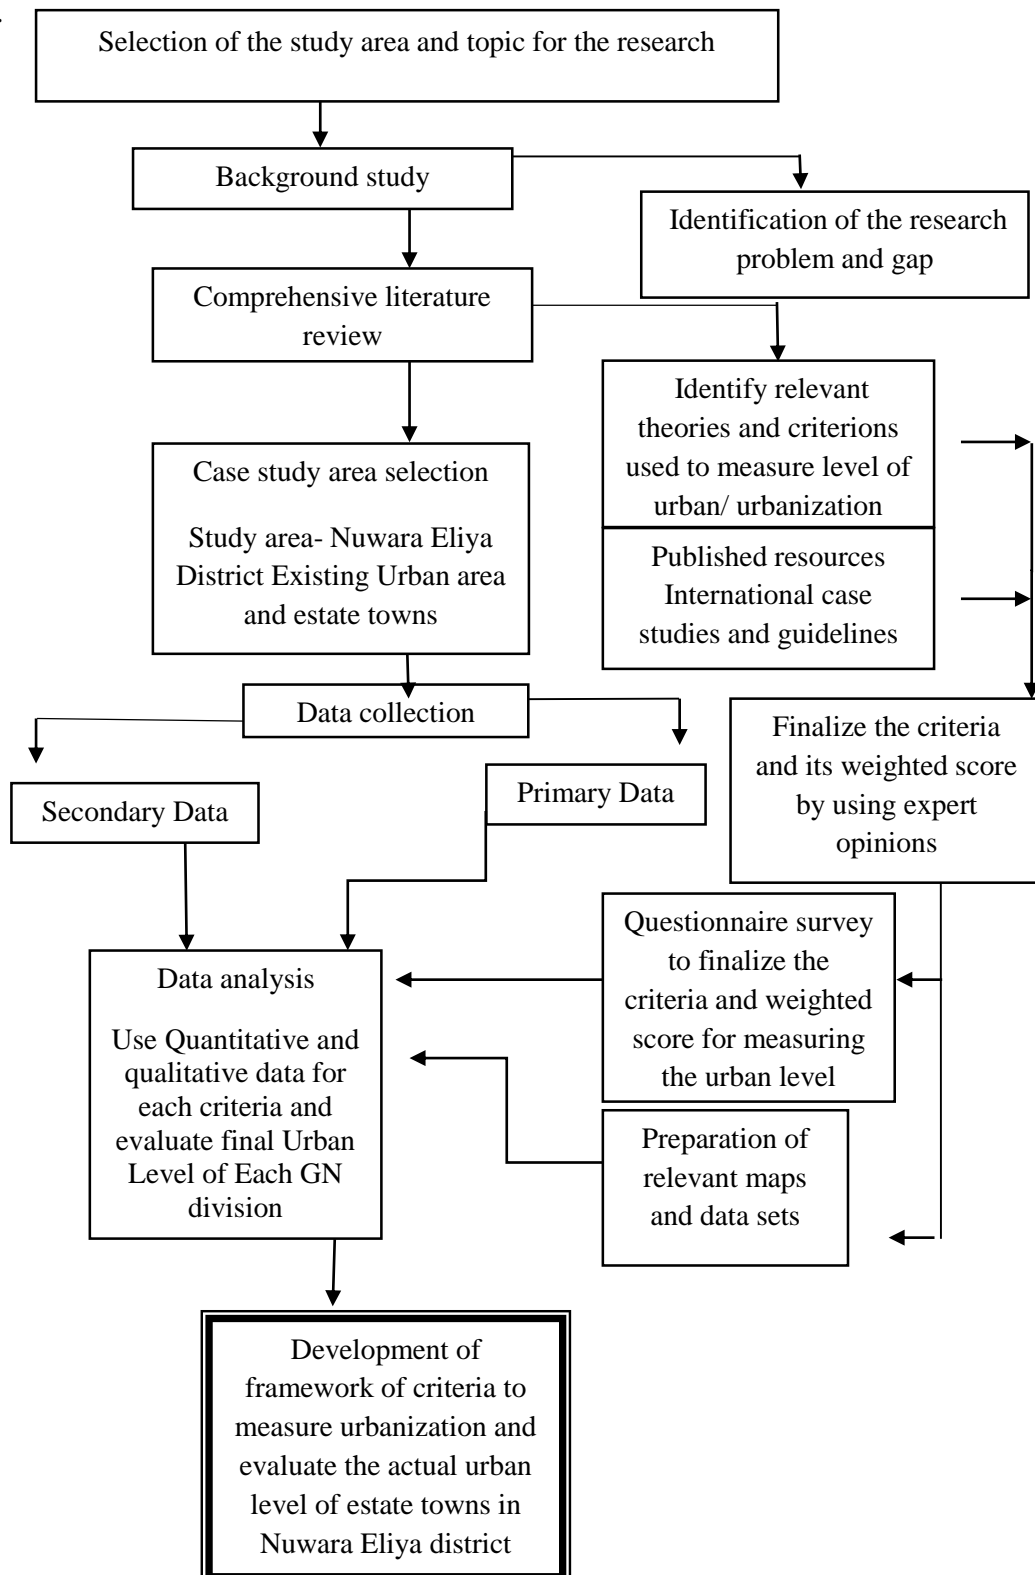 Selection of the study area and topic for the research
Background study
Identification of the research
problem and gap
Comprehensive literature
review
Identify relevant
theories and criterions
used to measure level of
urban/ urbanization
Published resources
International case
studies and guidelines
Case study area selection
Study area- Nuwara Eliya
District Existing Urban area
and estate towns
Data collection
Secondary Data
Primary Data
Finalize the criteria
and its weighted score
by using expert
opinions
Questionnaire survey
to finalize the
criteria and weighted
score for measuring
the urban level
Preparation of
relevant maps
and data sets
Data analysis
Use Quantitative and
qualitative data for
each criteria and
evaluate final Urban
Level of Each GN
division
Development of
framework of criteria to
measure urbanization and
evaluate the actual urban
level of estate towns in
Nuwara Eliya district